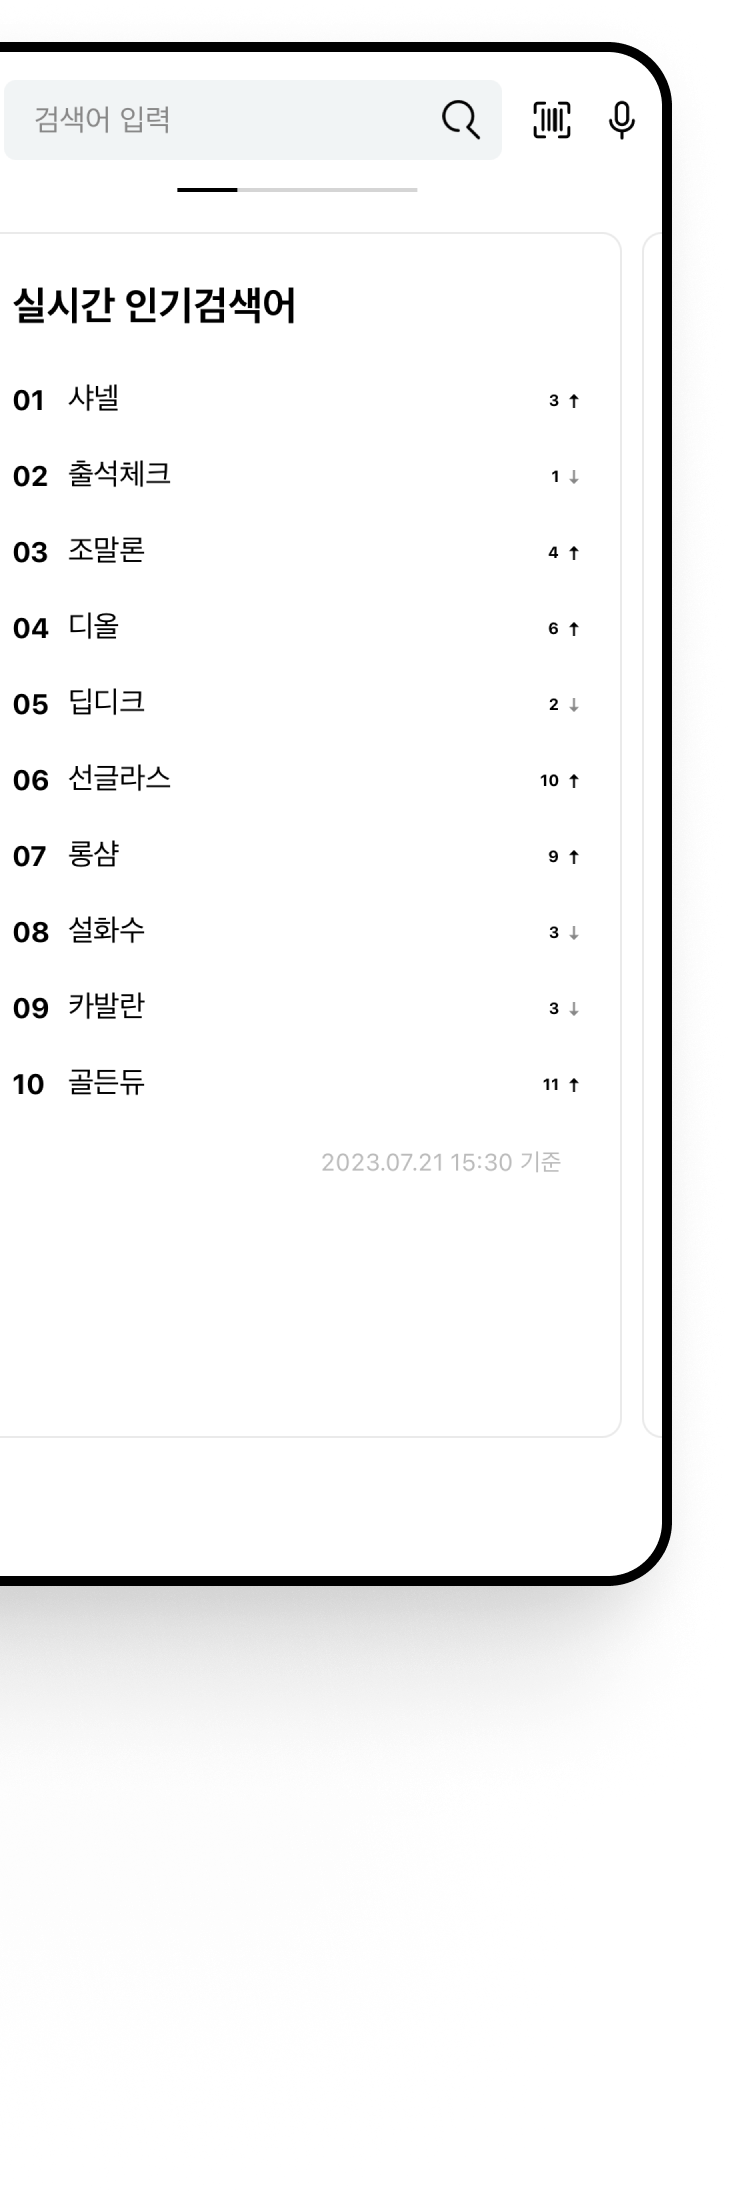 검색어 입력
실시간 인기검색어
01 샤넬 3 ↑
02 출석체크 1 ↓
03 조말론 4 ↑
04 디올 6 ↑
05 딥디크 2 ↓
06 선글라스 10 ↑
07 롱샴 9 ↑
08 설화수 3 ↓
09 카발란 3 ↓
10 골든듀 11 ↑
2023.07.21 15:30 기준